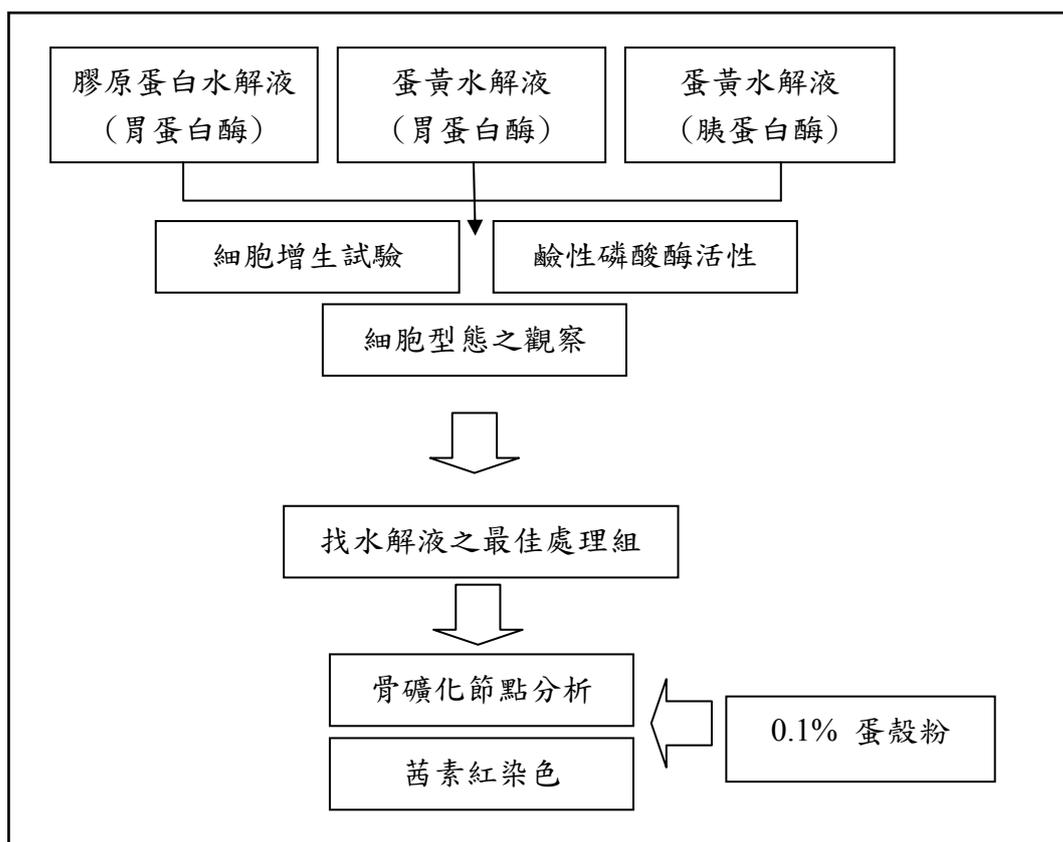 膠原蛋白水解液
（胃蛋白酶）
蛋黃水解液
（胃蛋白酶）
蛋黃水解液
（胰蛋白酶）
細胞增生試驗
鹼性磷酸酶活性
細胞型態之觀察
找水解液之最佳處理組
骨礦化節點分析
0.1% 蛋殼粉
茜素紅染色